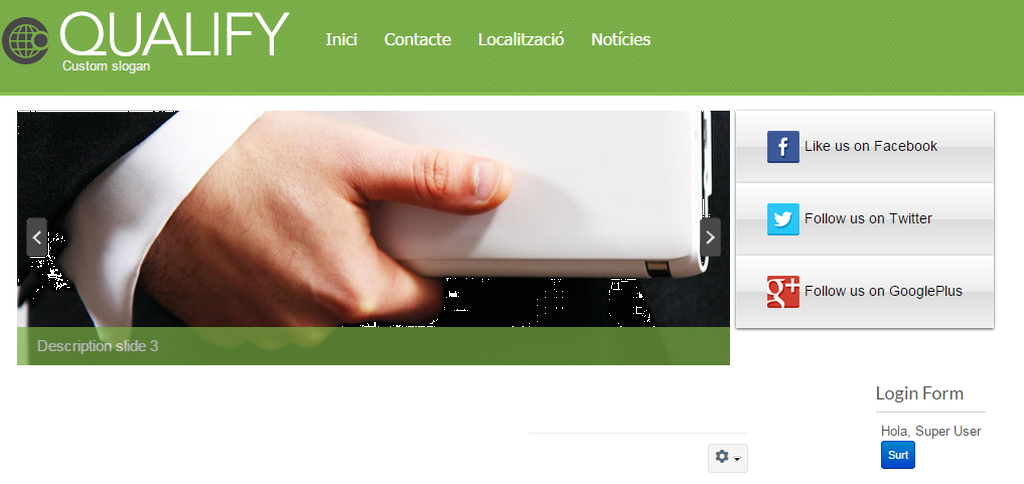 QUALIFY
Custom slogan
Inici Contacte Localització Notícies
Like us on Facebook
Follow us on Twitter
Follow us on GooglePlus
Description slide 3
Login Form
Hola, Super User
Surt